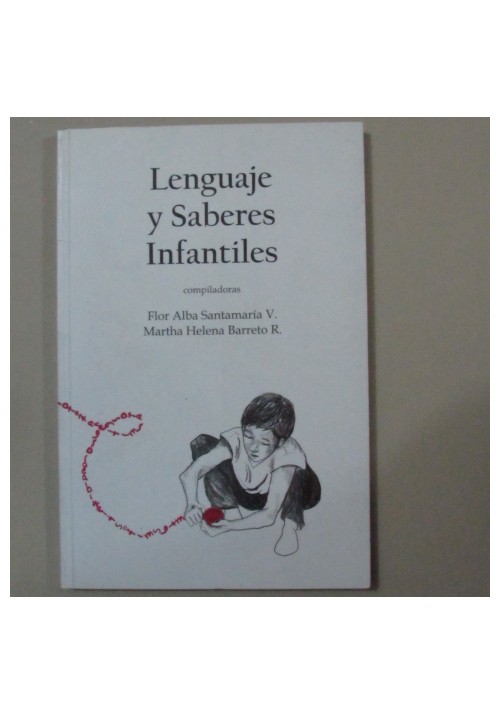 Lenguaje
y Saberes
Infantiles
compiladoras
Flor Alba Santamaría V.
Martha Helena Barreto R.